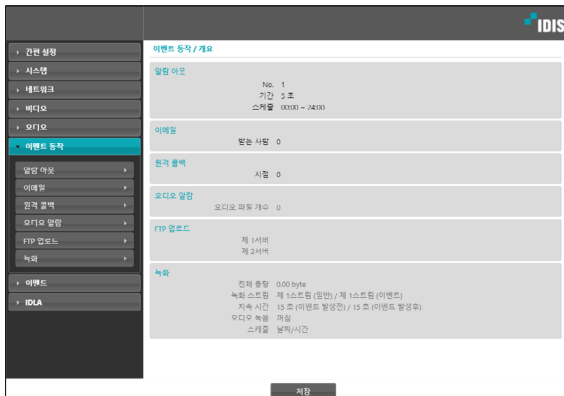 IDIS
간편 설정
시스템
네트워크
비디오
오디오
이벤트 동작
알람 아웃
이메일
원격 콜백
오디오 알람
FTP 업로드
녹화
이벤트
IDLA
이벤트 동작 / 개요
알람 아웃
No. 1
기간 5 초
스케쥴 00:00 ~ 24:00
이메일
받는 사람 0
원격 콜백
지점 0
오디오 알람
오디오 파일 개수 0
FTP 업로드
제 1서버
제 2서버
녹화
전체 용량 0.00 byte
녹화 스트림 제 1스트림 (일반) / 제 1스트림 (이벤트)
지속 시간 15 초 (이벤트 발생전) / 15 초 (이벤트 발생후)
오디오 녹음 꺼짐
스케쥴 날짜/시간
저장